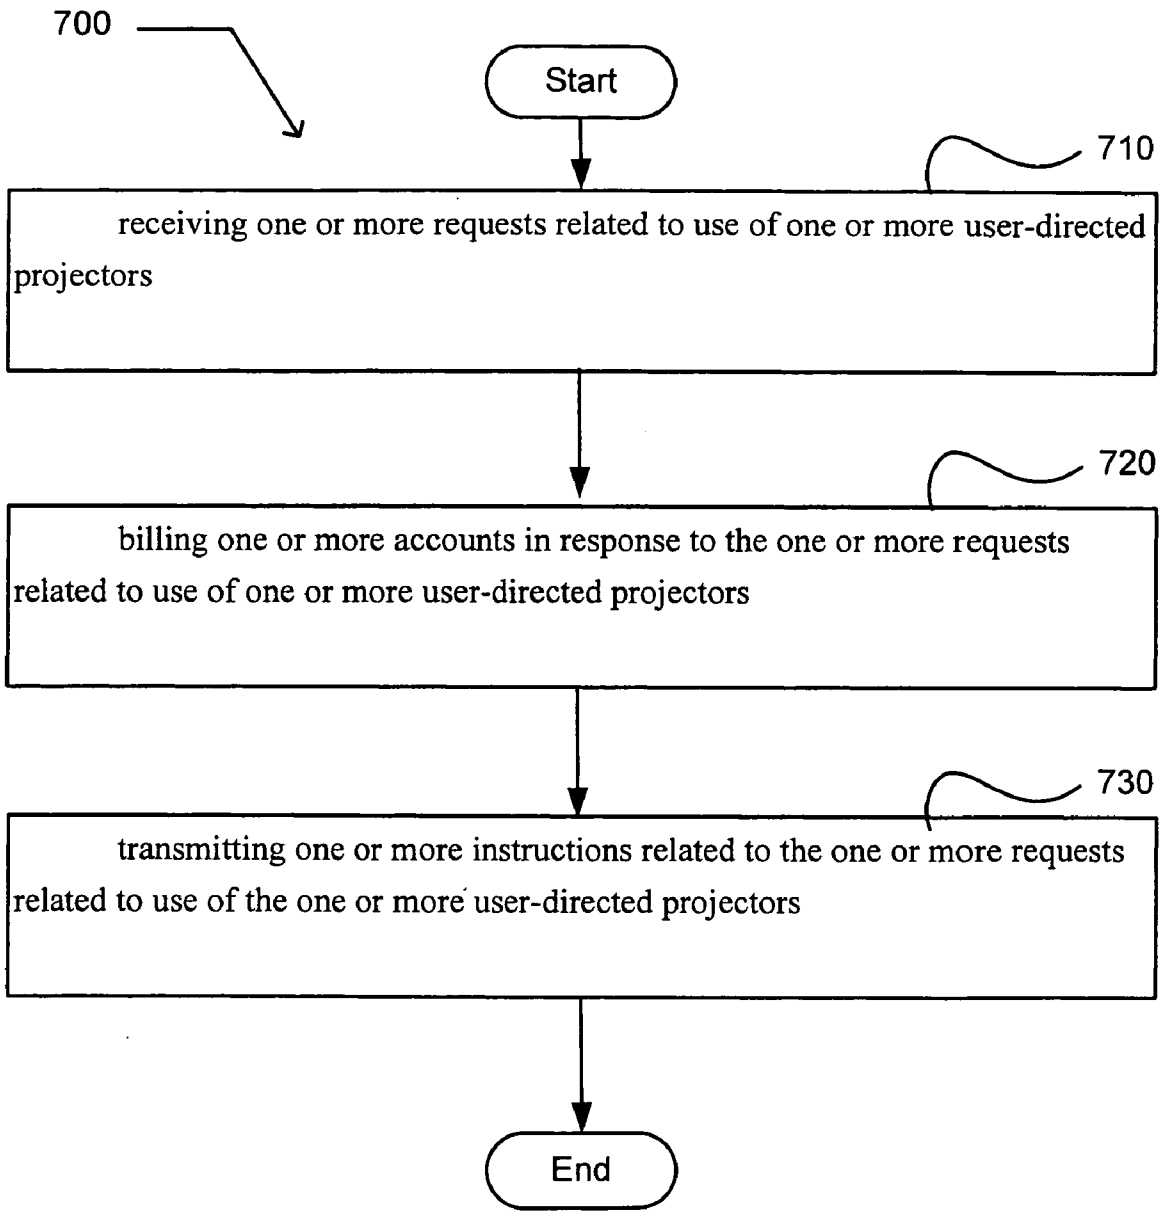 700
Start
710
receiving one or more requests related to use of one or more user-directed
projectors
720
billing one or more accounts in response to the one or more requests
related to use of one or more user-directed projectors
730
transmitting one or more instructions related to the one or more requests
related to use of the one or more user-directed projectors
End